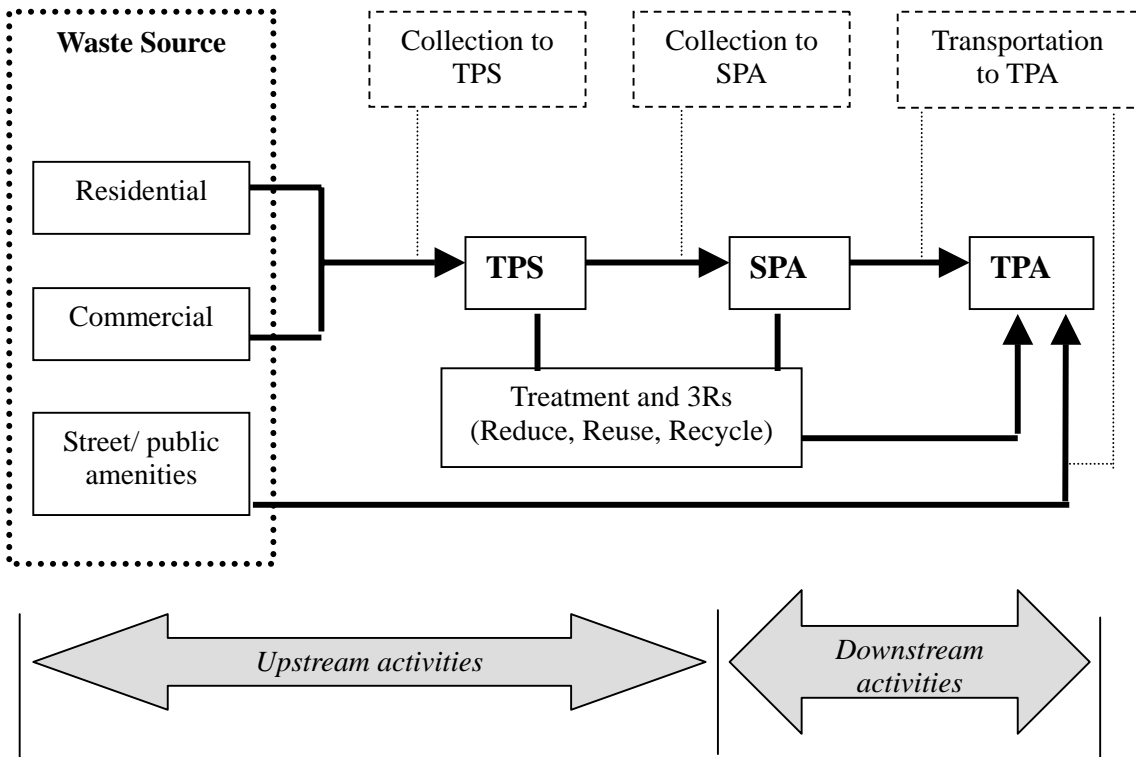 Waste Source
Collection to
TPS
Collection to
SPA
Transportation
to TPA
Residential
Commercial
Street/ public
amenities
TPS
SPA
TPA
Treatment and 3Rs
(Reduce, Reuse, Recycle)
Upstream activities
Downstream
activities